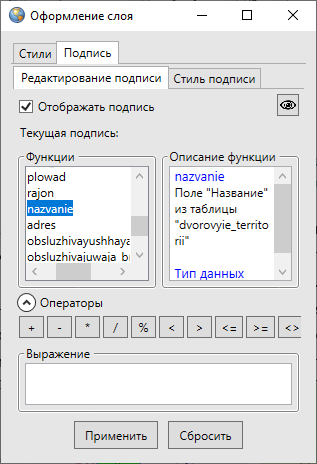 Оформление слоя
Стили Подпись
Редактирование подписи Стиль подписи
Отображать подпись
Текущая подпись:
Функции
plowad
rajon
nazvanie
adres
obsluzhivayushhaya
obsluzhivajuwaja_br
Описание функции
nazvanie
Поле "Название"
из таблицы
"dvorovyie_territo
rii"
Тип данных
Операторы
+ - * / % < > <= >= <>
Выражение
Применить Сбросить